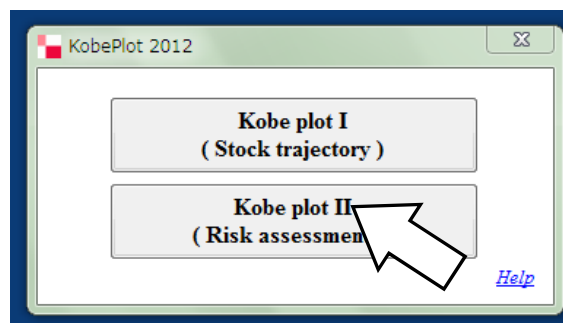 KobePlot 2012
Kobe plot I
( Stock trajectory )
Kobe plot II
( Risk assessmen
Help